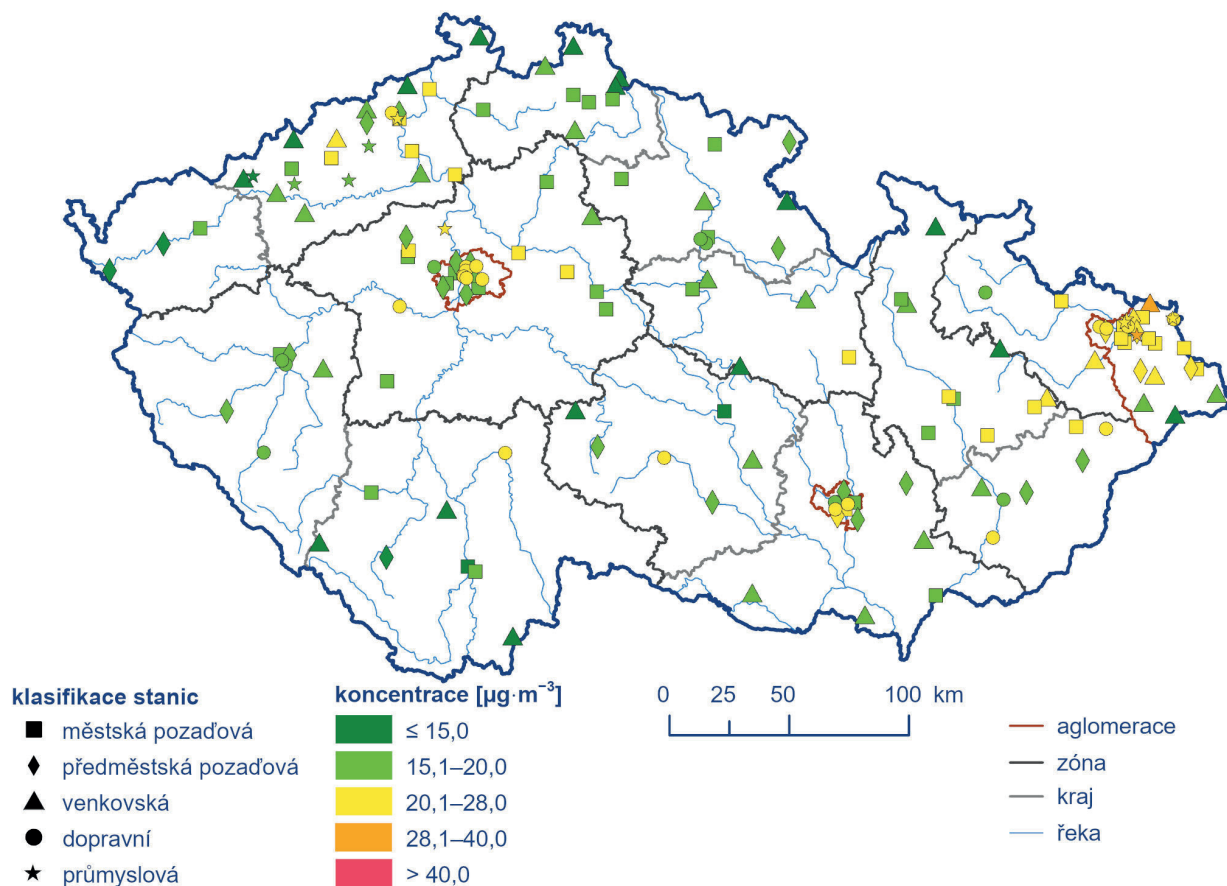 klasifikace stanic
městská pozaďová
předměstská pozaďová
venkovská
dopravní
průmyslová
koncentrace [µg·m⁻³]
≤ 15,0
15,1–20,0
20,1–28,0
28,1–40,0
> 40,0
0 25 50 100 km
aglomerace
zóna
kraj
řeka